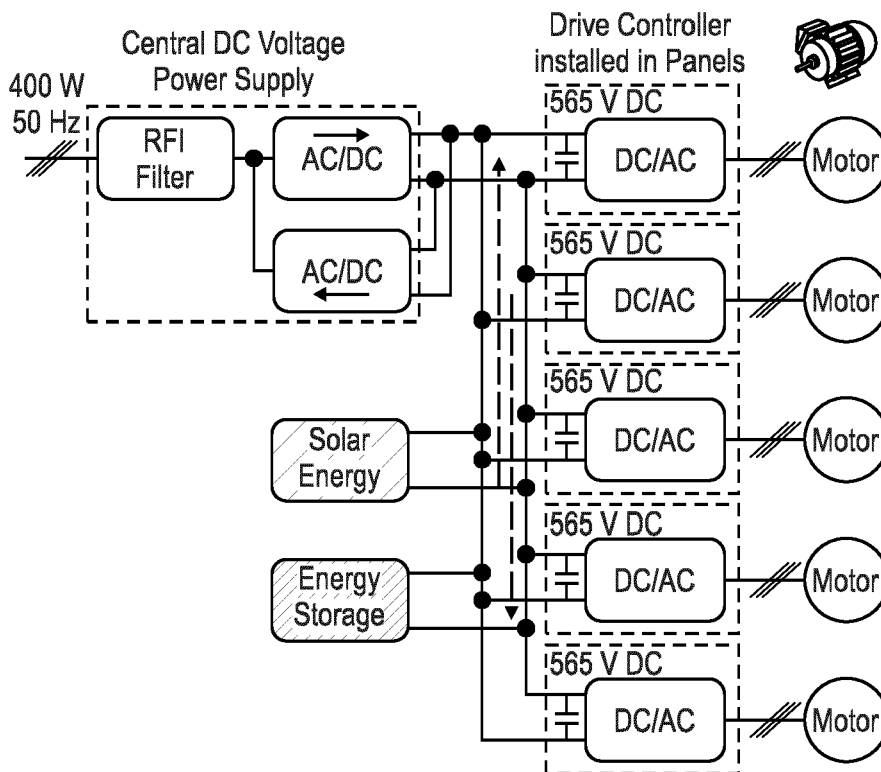 Central DC Voltage
Power Supply
Drive Controller
installed in Panels
400 W
50 Hz
RFI
Filter
AC/DC
AC/DC
565 V DC
DC/AC
Motor
565 V DC
DC/AC
Motor
565 V DC
DC/AC
Motor
Solar
Energy
565 V DC
DC/AC
Motor
Energy
Storage
565 V DC
DC/AC
Motor